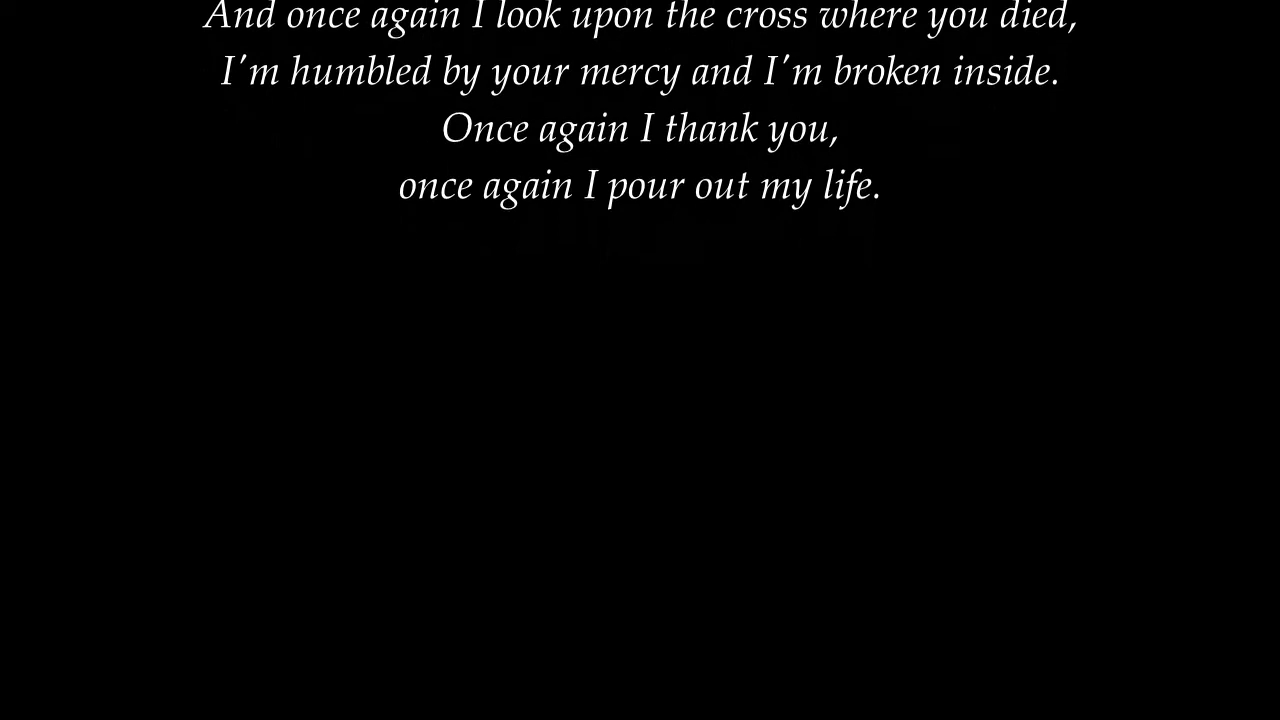 And once again I look upon the cross where you died,
I'm humbled by your mercy and I'm broken inside.
Once again I thank you,
once again I pour out my life.